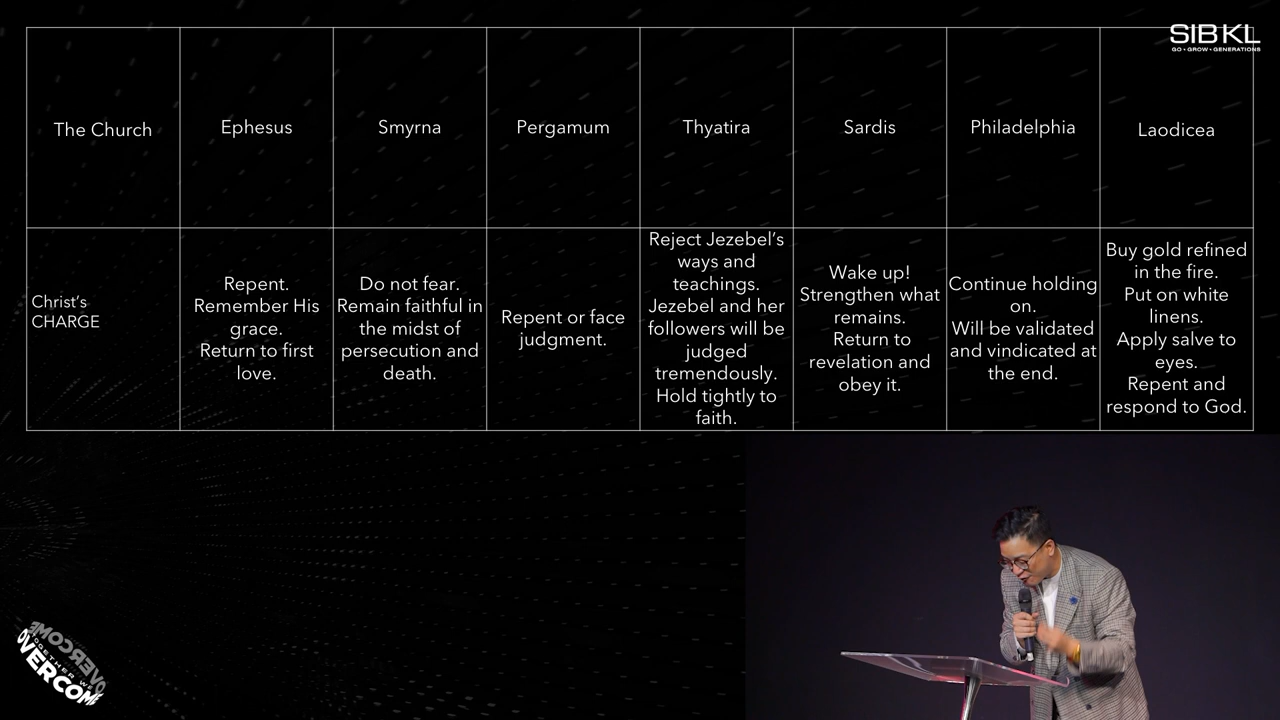 SIBKL
GO • GROW • GENERATIONS
The Church
Ephesus
Smyrna
Pergamum
Thyatira
Sardis
Philadelphia
Laodicea
Christ's
CHARGE
Repent.
Remember His
grace.
Return to first
love.
Do not fear.
Remain faithful in
the midst of
persecution and
death.
Repent or face
judgment.
Reject Jezebel's
ways and
teachings.
Jezebel and her
followers will be
judged
tremendously.
Hold tightly to
faith.
Wake up!
Strengthen what
remains.
Return to
revelation and
obey it.
Continue holding
on.
Will be validated
and vindicated at
the end.
Buy gold refined
in the fire.
Put on white
linens.
Apply salve to
eyes.
Repent and
respond to God.
OVERCOME
TOGETHER WE
OVERCOME